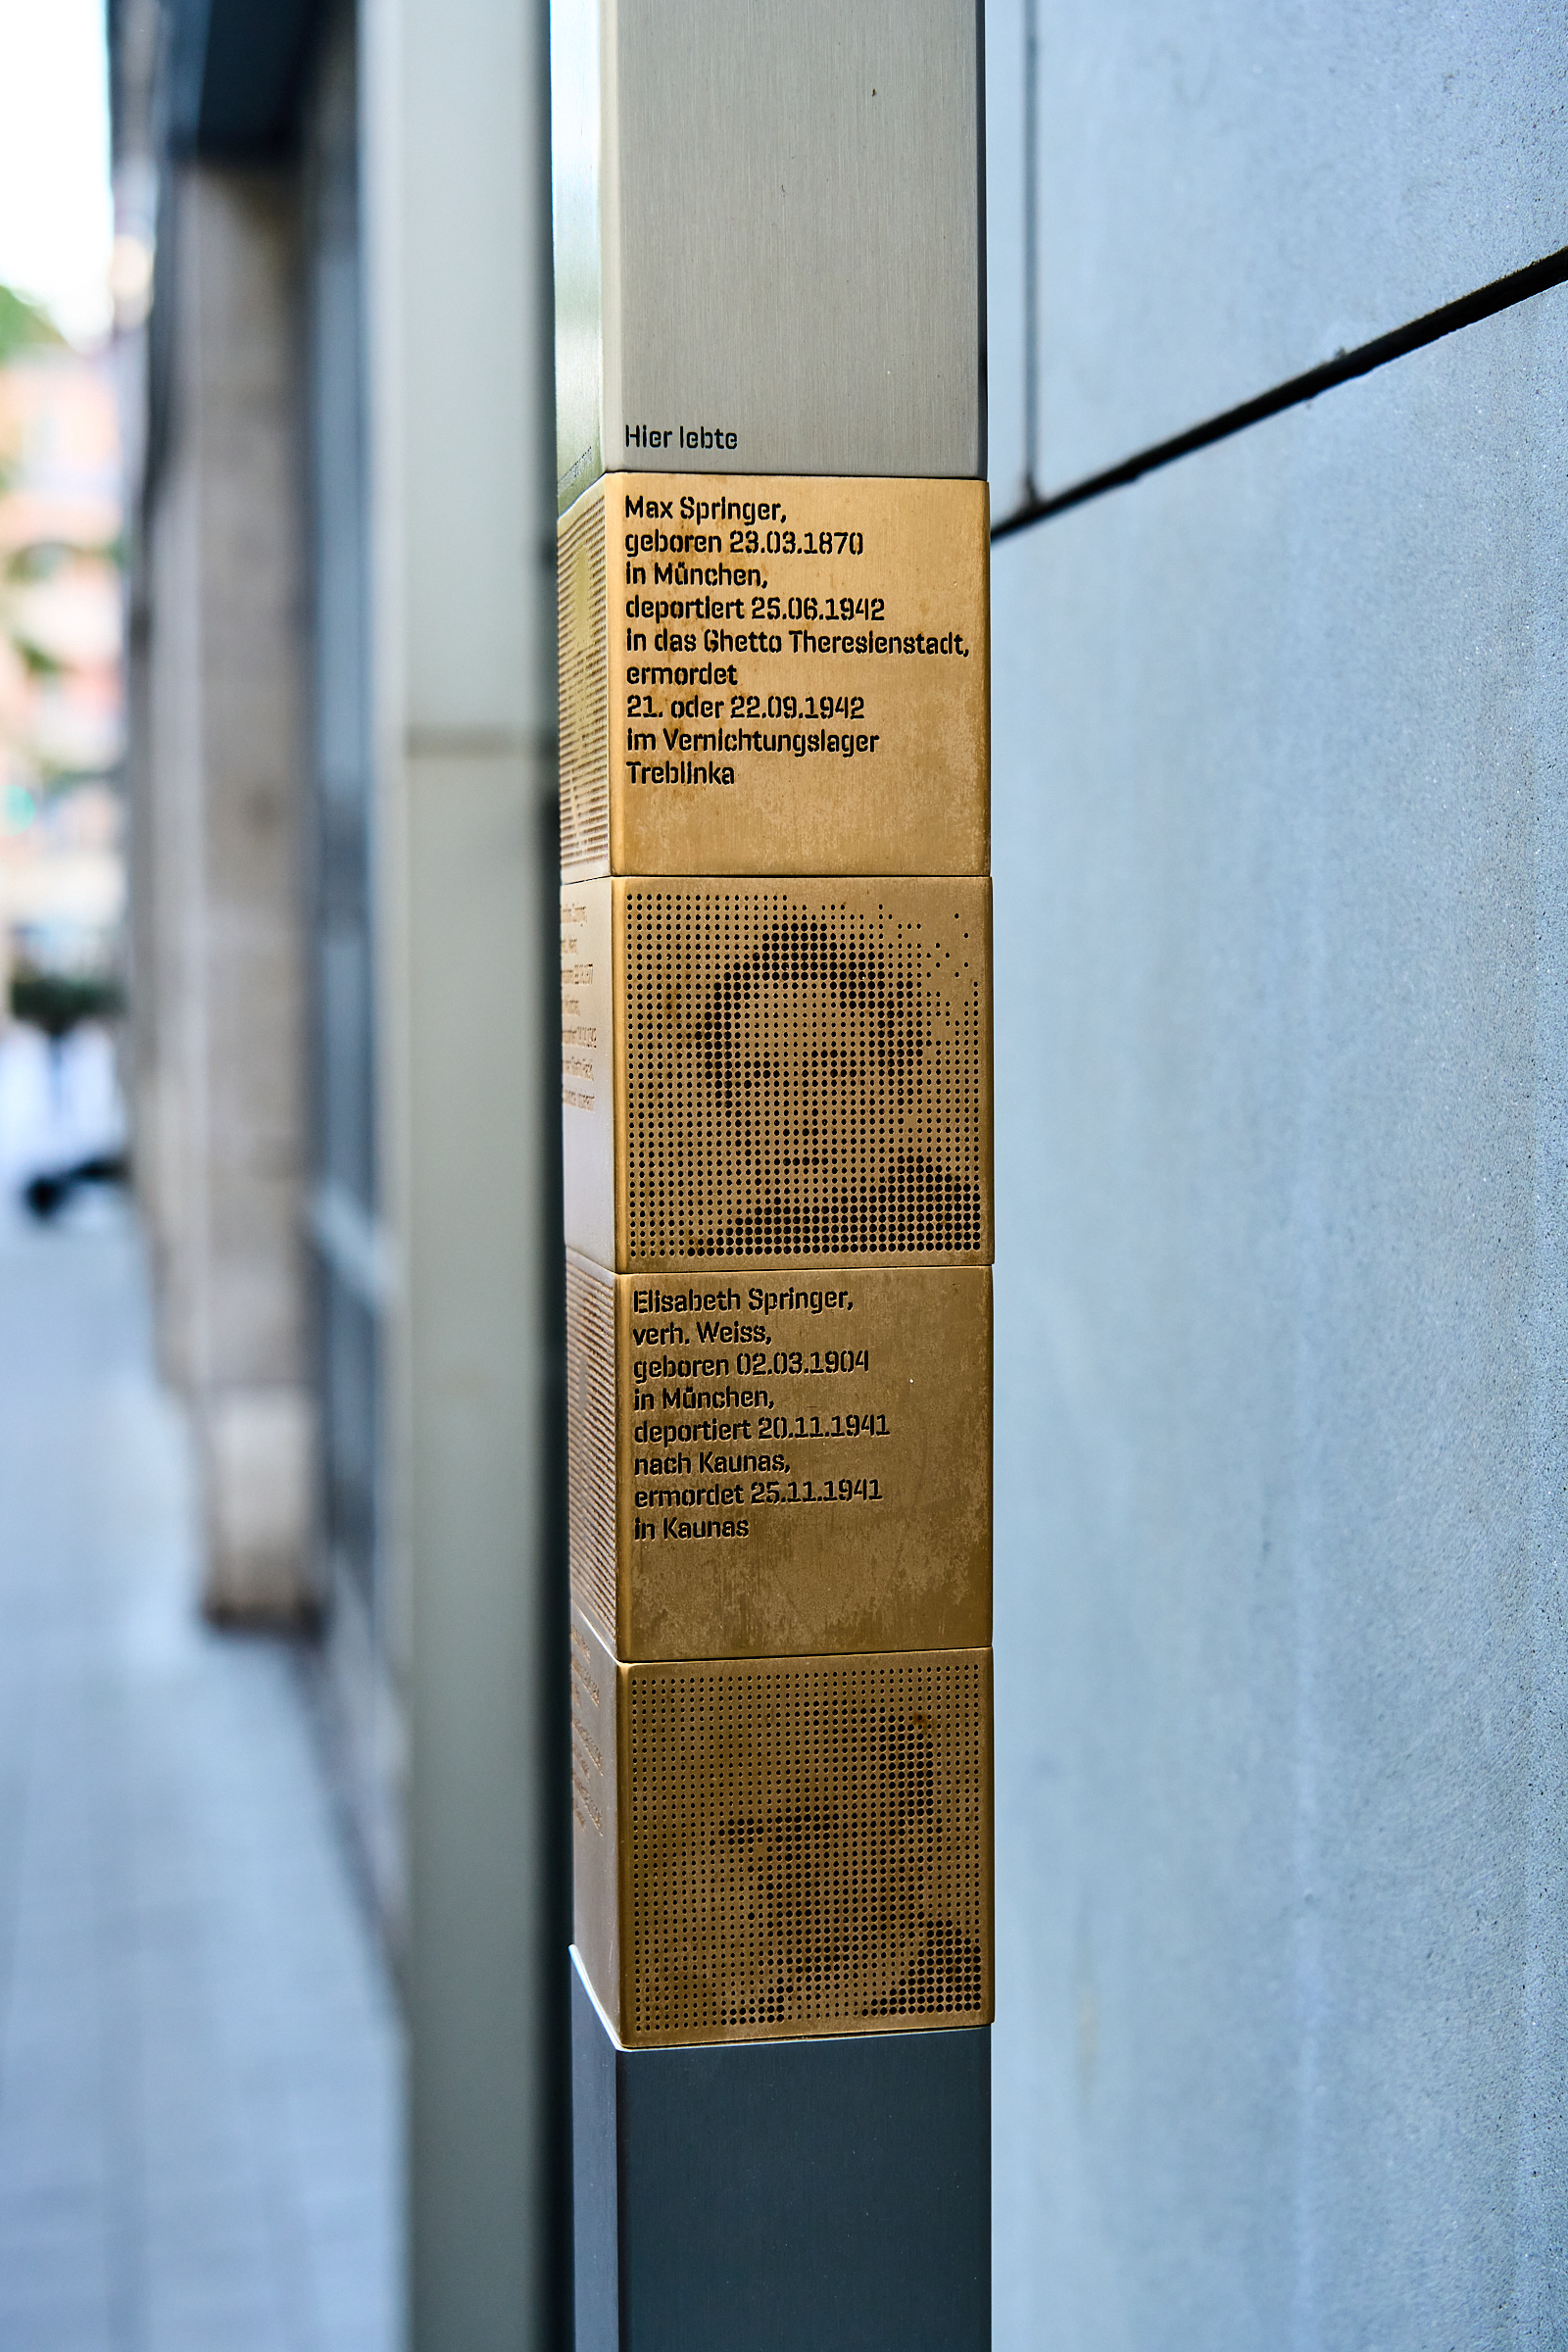 Hier lebte
Max Springer,
geboren 23.03.1870
in München,
deportiert 25.06.1942
in das Ghetto Theresienstadt,
ermordet
21. oder 22.09.1942
im Vernichtungslager
Treblinka
Elisabeth Springer,
verh. Weiss,
geboren 02.03.1904
in München,
deportiert 20.11.1941
nach Kaunas,
ermordet 25.11.1941
in Kaunas